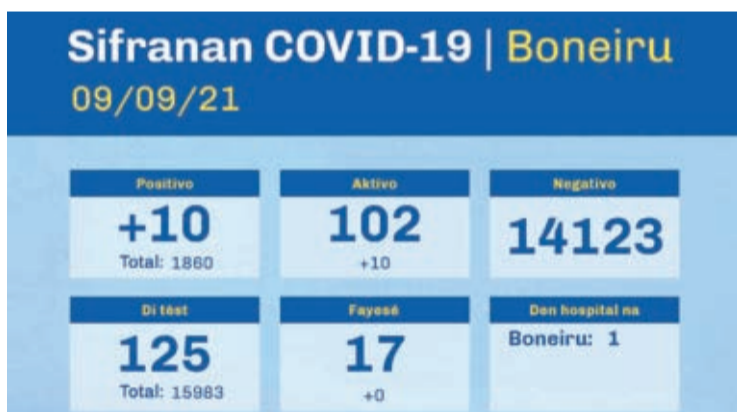 Sifranan COVID-19 | Boneiru
09/09/21
Positivo
+10
Total: 1860
Aktivo
102
+10
Negativo
14123
Di tèst
125
Total: 15983
Fayesé
17
+0
Den hospital na
Boneiru: 1